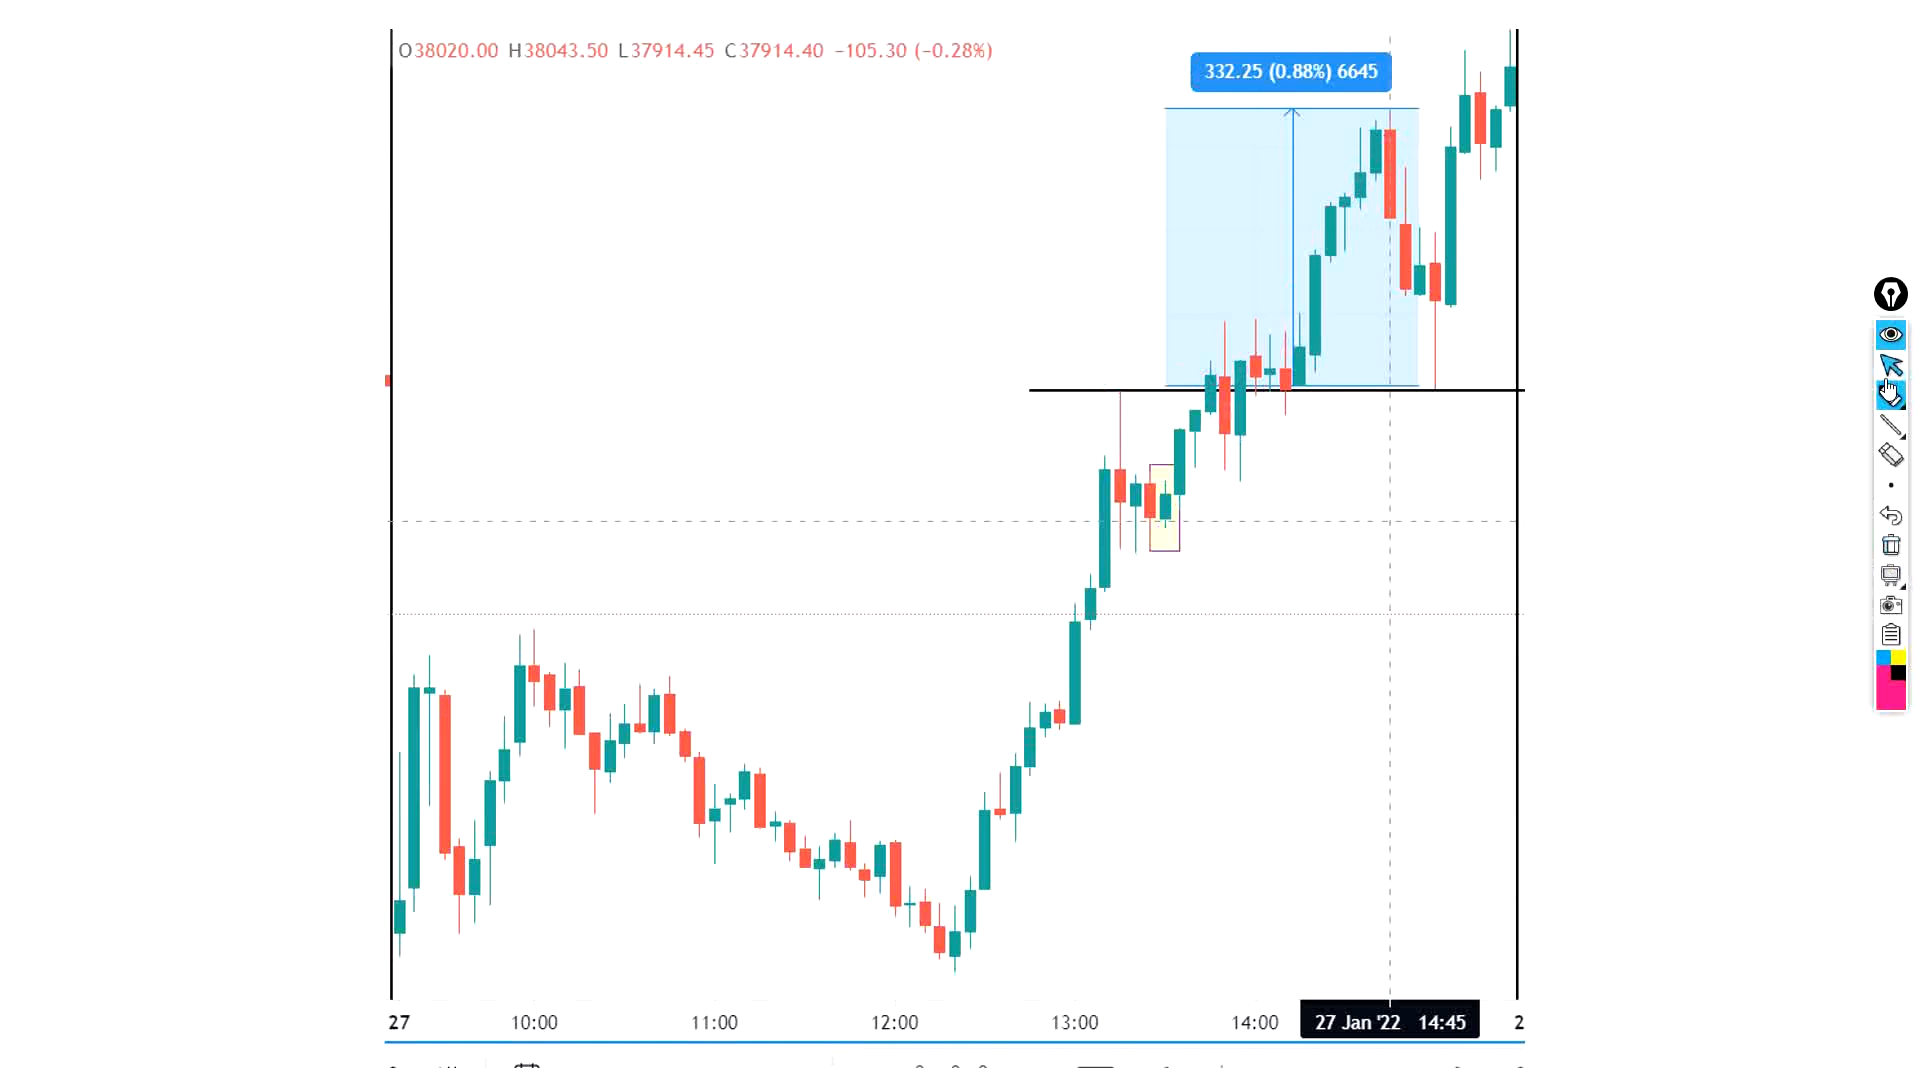 O38020.00 H38043.50 L37914.45 C37914.40 −105.30 (−0.28%)
332.25 (0.88%) 6645
27 10:00 11:00 12:00 13:00 14:00 27 Jan '22 14:45 2